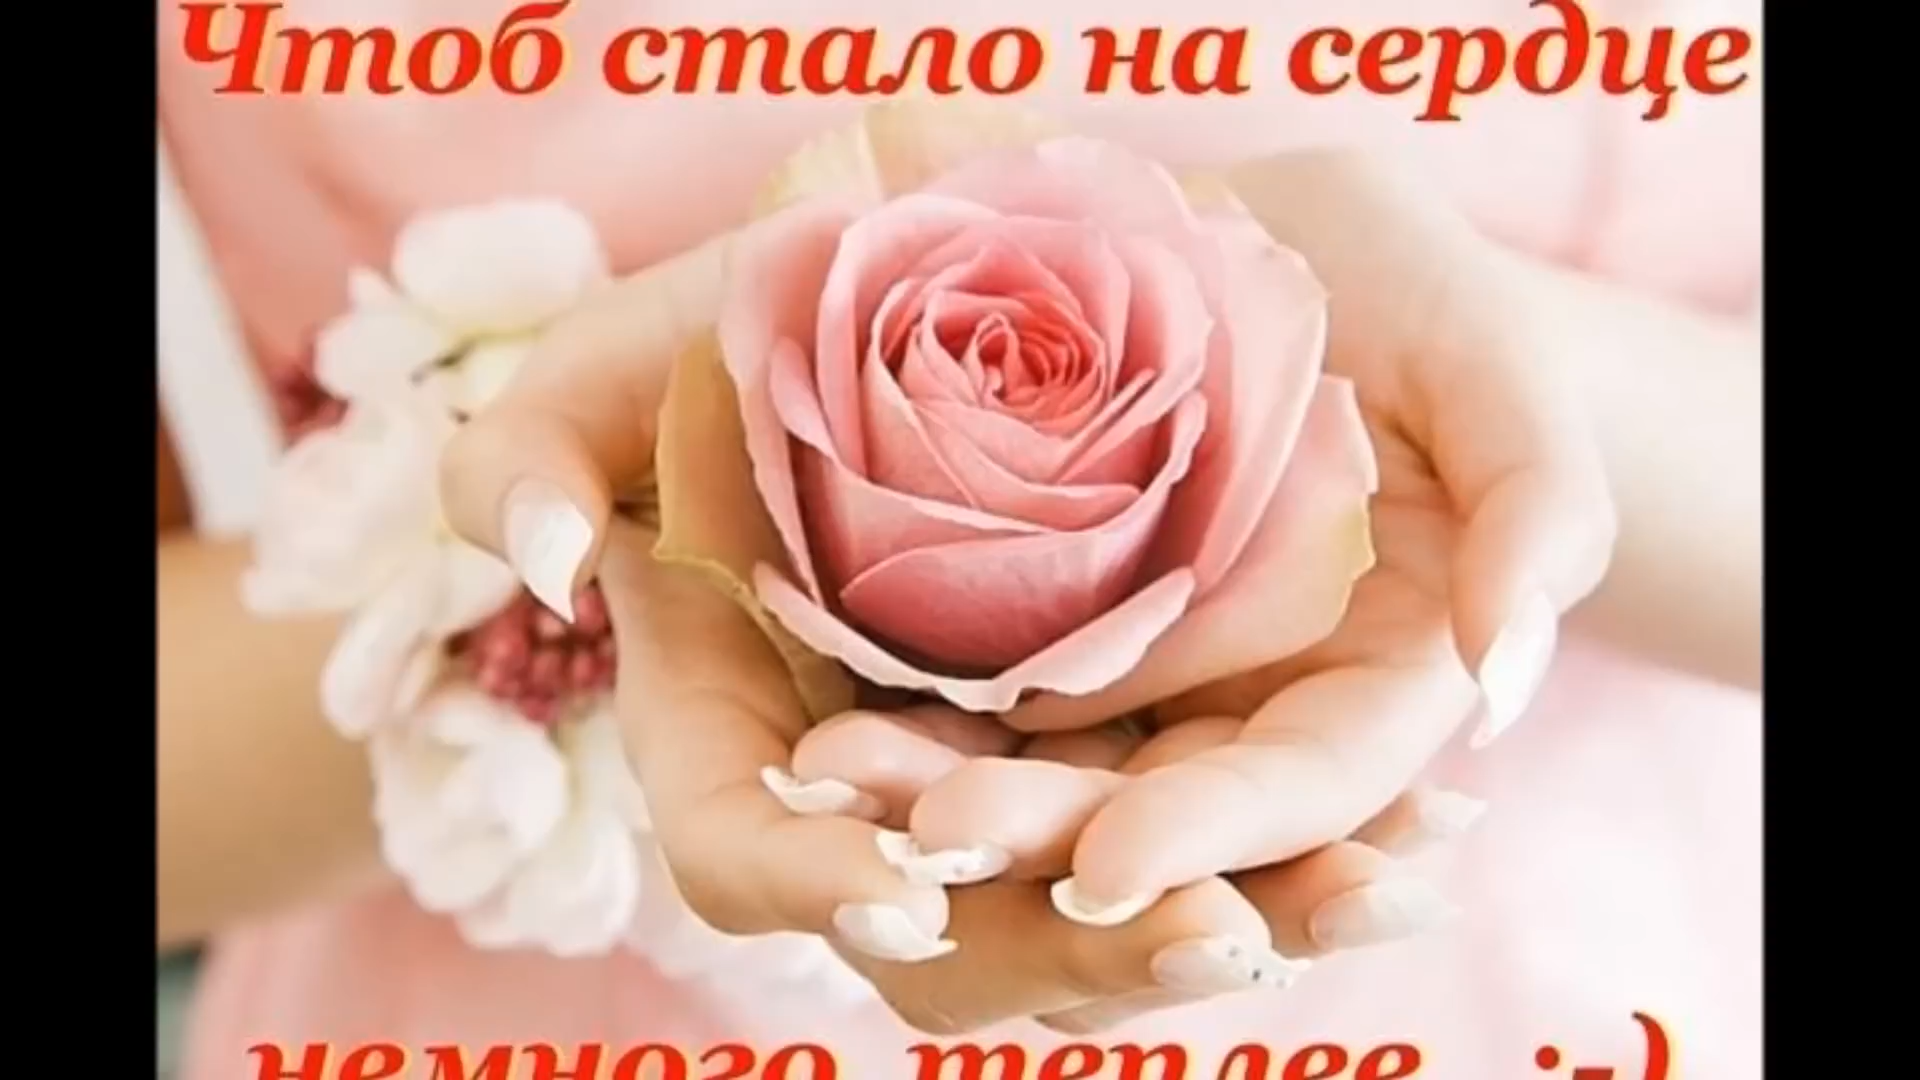 Чтоб стало на сердце
немного теплее :-)